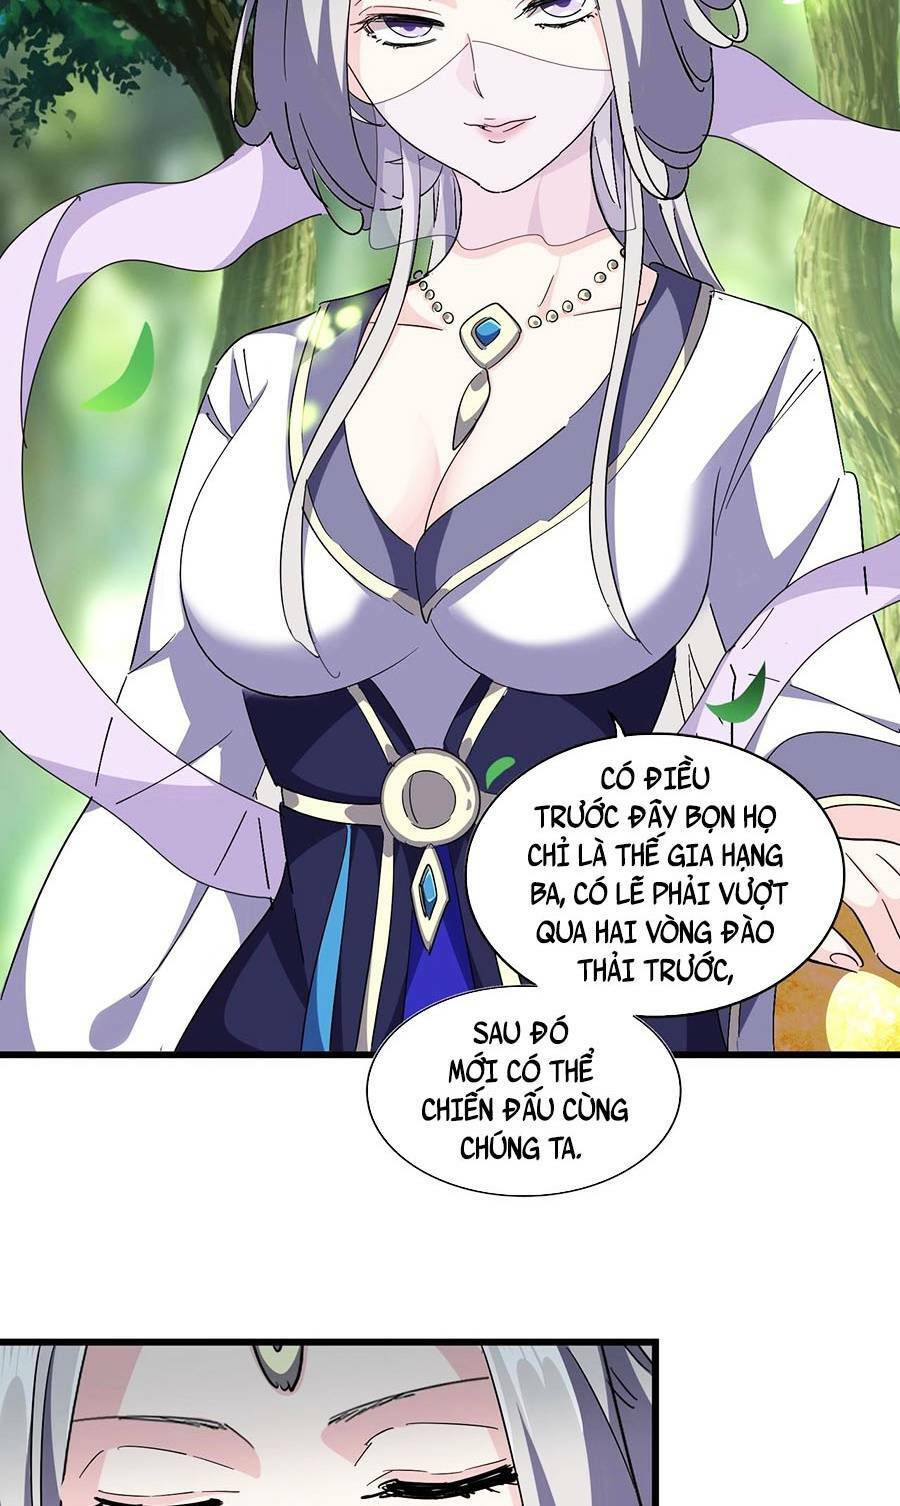 CÓ ĐIỀU
TRƯỚC ĐÂY BỌN HỌ
CHỈ LÀ THẾ GIA HẠNG
BA, CÓ LẼ PHẢI VƯỢT
QUA HAI VÒNG ĐÀO
THẢI TRƯỚC,
SAU ĐÓ
MỚI CÓ THỂ
CHIẾN ĐẤU CÙNG
CHÚNG TA.